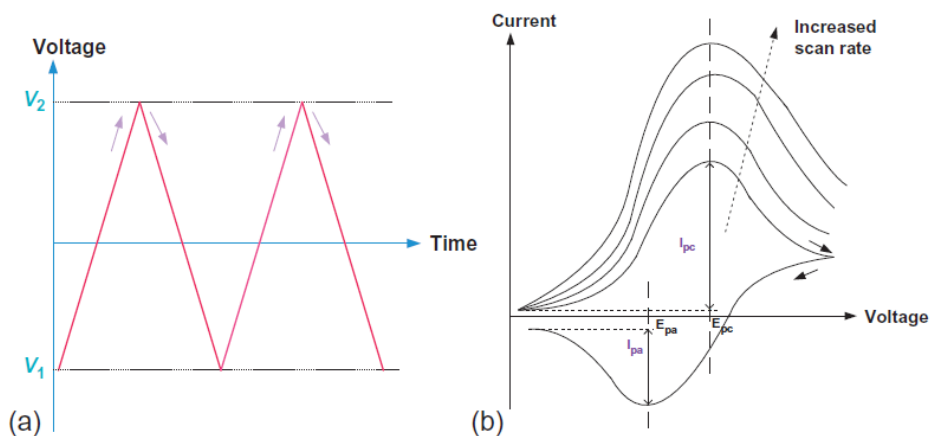 Voltage
V2
V1
Time
(a)
Current
Increased
scan rate
Ipc
Epa
Epc
Voltage
Ipa
(b)